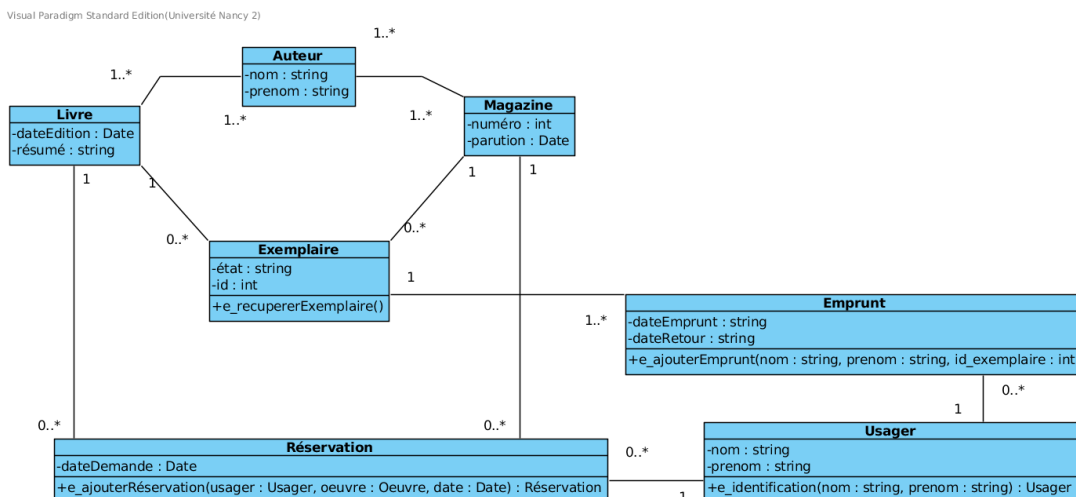 Visual Paradigm Standard Edition(Université Nancy 2)
1..*
Auteur
-nom : string
-prenom : string
1..*
1..*
1..*
Livre
-dateEdition : Date
-résumé : string
Magazine
-numéro : int
-parution : Date
1
1
1
1
0..*
0..*
Exemplaire
-état : string
-id : int
+e_recupererExemplaire()
1
1..*
Emprunt
-dateEmprunt : string
-dateRetour : string
+e_ajouterEmprunt(nom : string, prenom : string, id_exemplaire : int
0..*
1
0..*
0..*
Réservation
-dateDemande : Date
+e_ajouterRéservation(usager : Usager, oeuvre : Oeuvre, date : Date) : Réservation
0..*
1
Usager
-nom : string
-prenom : string
+e_identification(nom : string, prenom : string) : Usager